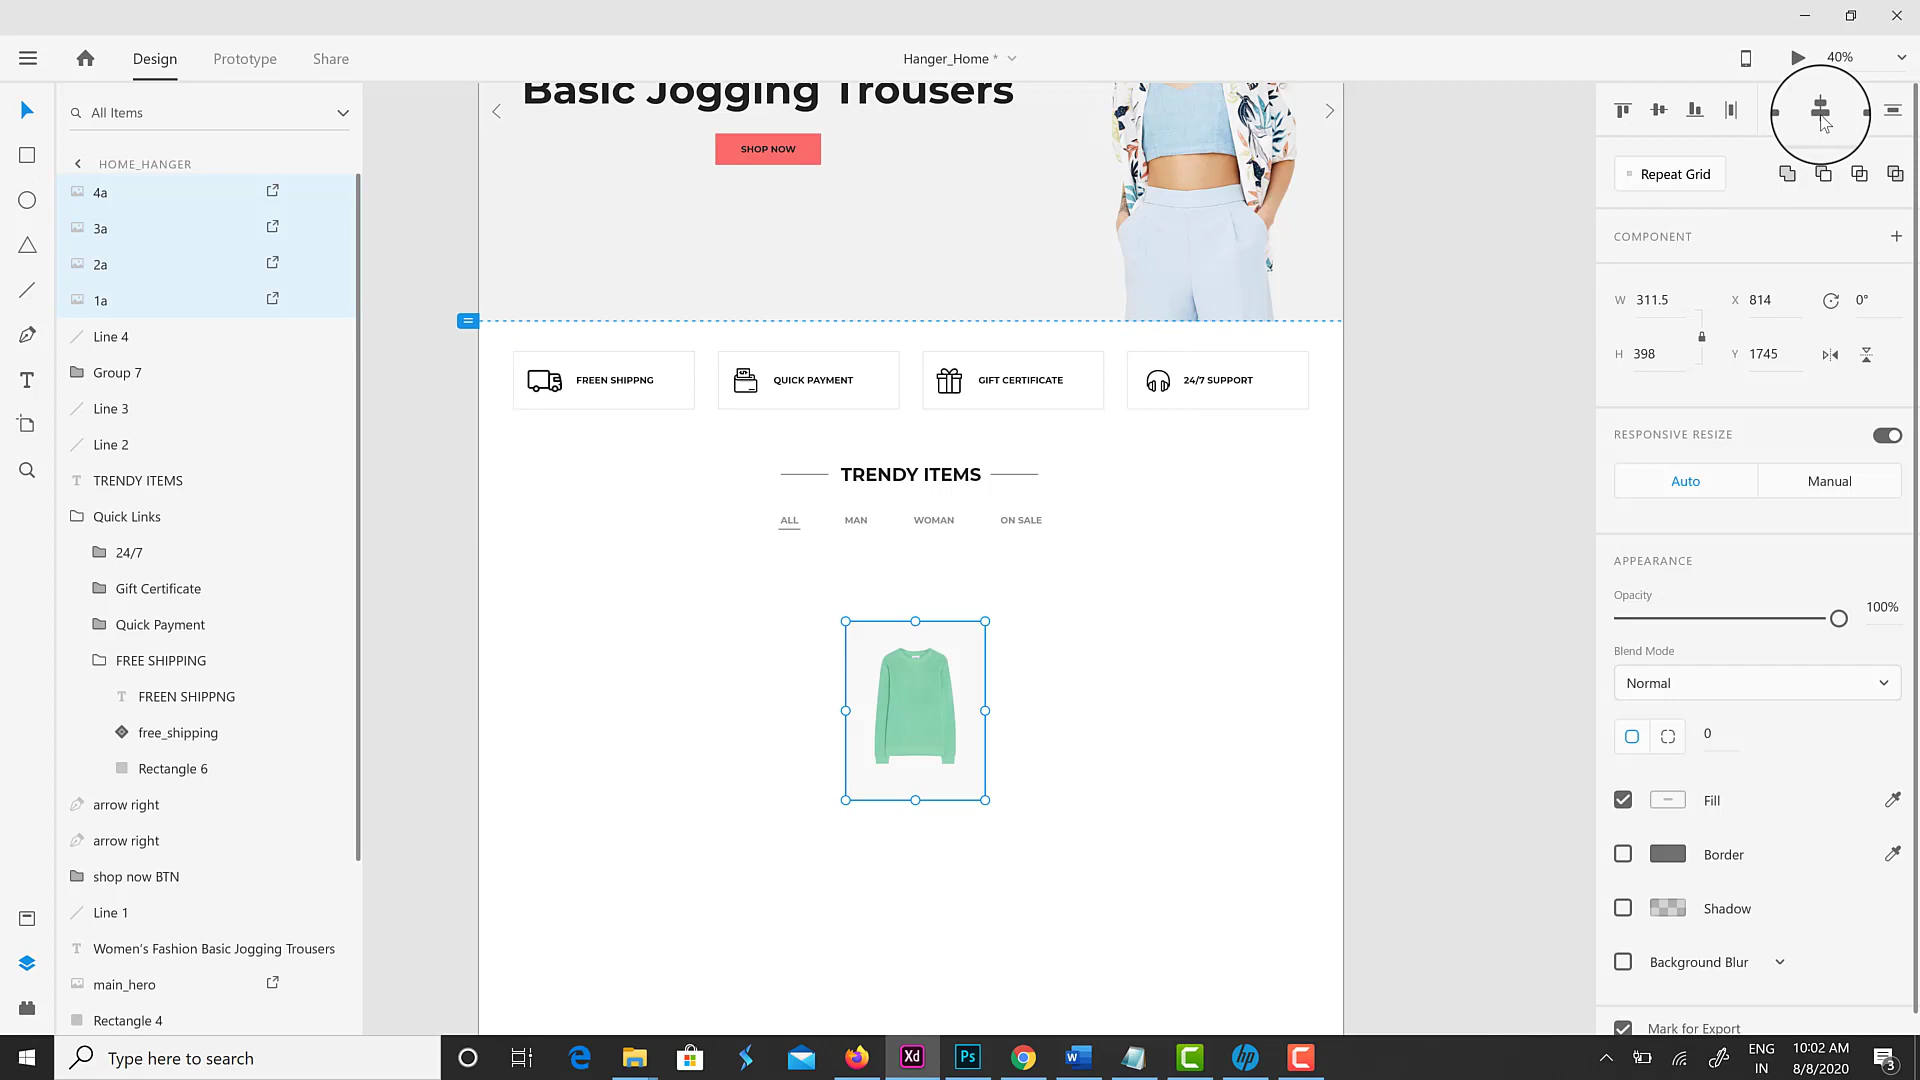 Design
Prototype
Share
Hanger_Home *
40%
All Items
HOME_HANGER
4a
3a
2a
1a
Line 4
Group 7
Line 3
Line 2
TRENDY ITEMS
Quick Links
24/7
Gift Certificate
Quick Payment
FREE SHIPPING
FREEN SHIPPNG
free_shipping
Rectangle 6
arrow right
arrow right
shop now BTN
Line 1
Women's Fashion Basic Jogging Trousers
main_hero
Rectangle 4
Basic Jogging Trousers
SHOP NOW
FREEN SHIPPNG
QUICK PAYMENT
GIFT CERTIFICATE
24/7 SUPPORT
TRENDY ITEMS
ALL MAN WOMAN ON SALE
Repeat Grid
COMPONENT
W 311.5 X 814 0°
H 398 Y 1745
RESPONSIVE RESIZE
Auto Manual
APPEARANCE
Opacity
100%
Blend Mode
Normal
0
Fill
Border
Shadow
Background Blur
Mark for Export
Type here to search
Xd
Ps
ENG
IN
10:02 AM
8/8/2020
3